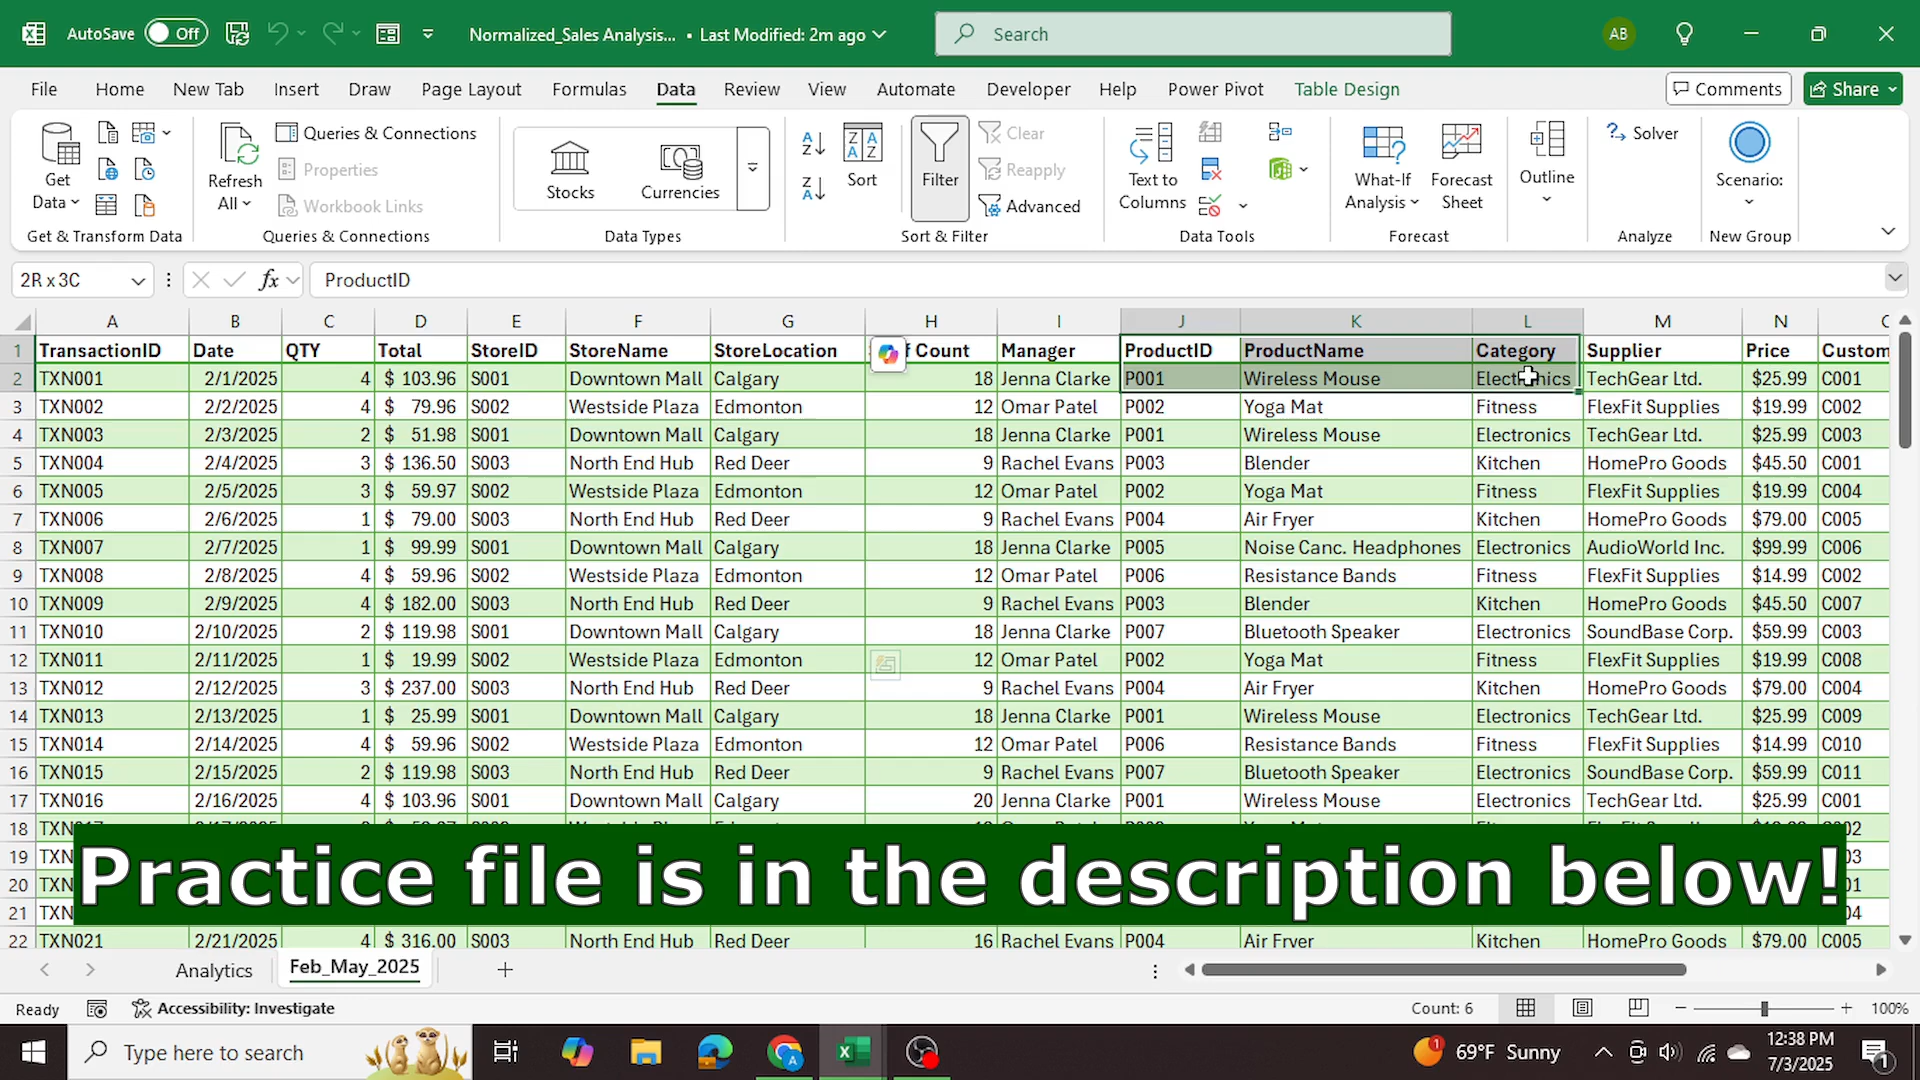 AutoSave Off Normalized_Sales Analysis... • Last Modified: 2m ago Search AB
File Home New Tab Insert Draw Page Layout Formulas Data Review View Automate Developer Help Power Pivot Table Design Comments Share
Get Data Refresh All Queries & Connections Properties Workbook Links Stocks Currencies Sort Filter Clear Reapply Advanced Text to Columns What-If Analysis Forecast Sheet Outline Solver Scenario:
Get & Transform Data Queries & Connections Data Types Sort & Filter Data Tools Forecast Analyze New Group
2R x 3C fx ProductID
A B C D E F G H I J K L M N
1 TransactionID Date QTY Total StoreID StoreName StoreLocation Count Manager ProductID ProductName Category Supplier Price Custom
2 TXN001 2/1/2025 4 $ 103.96 S001 Downtown Mall Calgary 18 Jenna Clarke P001 Wireless Mouse Electronics TechGear Ltd. $25.99 C001
3 TXN002 2/2/2025 4 $ 79.96 S002 Westside Plaza Edmonton 12 Omar Patel P002 Yoga Mat Fitness FlexFit Supplies $19.99 C002
4 TXN003 2/3/2025 2 $ 51.98 S001 Downtown Mall Calgary 18 Jenna Clarke P001 Wireless Mouse Electronics TechGear Ltd. $25.99 C003
5 TXN004 2/4/2025 3 $ 136.50 S003 North End Hub Red Deer 9 Rachel Evans P003 Blender Kitchen HomePro Goods $45.50 C001
6 TXN005 2/5/2025 3 $ 59.97 S002 Westside Plaza Edmonton 12 Omar Patel P002 Yoga Mat Fitness FlexFit Supplies $19.99 C004
7 TXN006 2/6/2025 1 $ 79.00 S003 North End Hub Red Deer 9 Rachel Evans P004 Air Fryer Kitchen HomePro Goods $79.00 C005
8 TXN007 2/7/2025 1 $ 99.99 S001 Downtown Mall Calgary 18 Jenna Clarke P005 Noise Canc. Headphones Electronics AudioWorld Inc. $99.99 C006
9 TXN008 2/8/2025 4 $ 59.96 S002 Westside Plaza Edmonton 12 Omar Patel P006 Resistance Bands Fitness FlexFit Supplies $14.99 C002
10 TXN009 2/9/2025 4 $ 182.00 S003 North End Hub Red Deer 9 Rachel Evans P003 Blender Kitchen HomePro Goods $45.50 C007
11 TXN010 2/10/2025 2 $ 119.98 S001 Downtown Mall Calgary 18 Jenna Clarke P007 Bluetooth Speaker Electronics SoundBase Corp. $59.99 C003
12 TXN011 2/11/2025 1 $ 19.99 S002 Westside Plaza Edmonton 12 Omar Patel P002 Yoga Mat Fitness FlexFit Supplies $19.99 C008
13 TXN012 2/12/2025 3 $ 237.00 S003 North End Hub Red Deer 9 Rachel Evans P004 Air Fryer Kitchen HomePro Goods $79.00 C004
14 TXN013 2/13/2025 1 $ 25.99 S001 Downtown Mall Calgary 18 Jenna Clarke P001 Wireless Mouse Electronics TechGear Ltd. $25.99 C009
15 TXN014 2/14/2025 4 $ 59.96 S002 Westside Plaza Edmonton 12 Omar Patel P006 Resistance Bands Fitness FlexFit Supplies $14.99 C010
16 TXN015 2/15/2025 2 $ 119.98 S003 North End Hub Red Deer 9 Rachel Evans P007 Bluetooth Speaker Electronics SoundBase Corp. $59.99 C011
17 TXN016 2/16/2025 4 $ 103.96 S001 Downtown Mall Calgary 20 Jenna Clarke P001 Wireless Mouse Electronics TechGear Ltd. $25.99 C001
18
19
20
21
Practice file is in the description below!
22 TXN021 2/21/2025 4 $ 316.00 S003 North End Hub Red Deer 16 Rachel Evans P004 Air Fryer Kitchen HomePro Goods $79.00 C005
Analytics Feb_May_2025
Ready Accessibility: Investigate Count: 6 100%
Type here to search 69°F Sunny 12:38 PM
7/3/2025